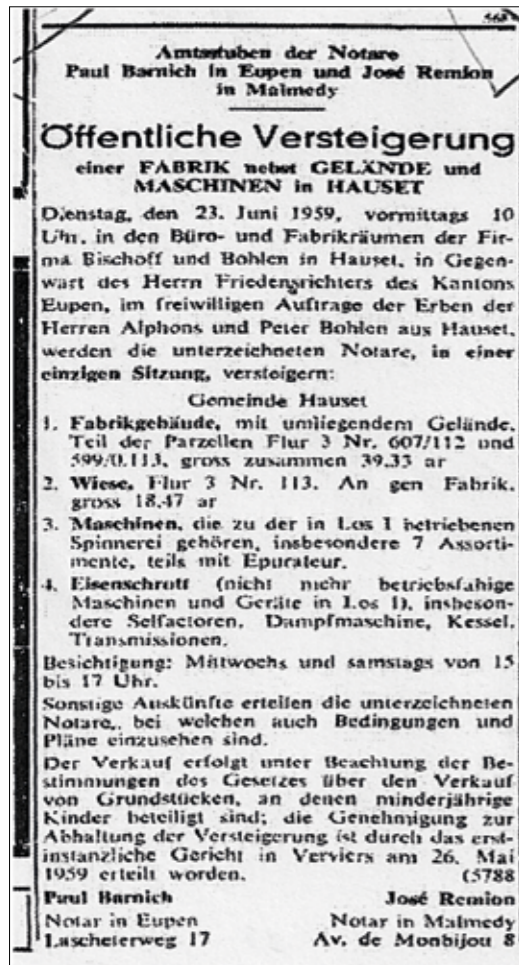 Amtsstuben der Notare
Paul Barnich in Eupen und José Remion
in Malmedy
Öffentliche Versteigerung
einer FABRIK nebst GELÄNDE und
MASCHINEN in HAUSET
Dienstag, den 23. Juni 1959, vormittags 10
Uhr, in den Büro- und Fabrikräumen der Fir-
ma Bischoff und Bohlen in Hauset, in Gegen-
wart des Herrn Friedensrichters des Kantons
Eupen, im freiwilligen Auftrage der Erben der
Herren Alphons und Peter Bohlen aus Hauset,
werden die unterzeichneten Notare, in einer
einzigen Sitzung, versteigern:
Gemeinde Hauset
1. Fabrikgebäude, mit umliegendem Gelände,
Teil der Parzellen Flur 3 Nr. 607/112 und
599/0.113, gross zusammen 39,33 ar
2. Wiese, Flur 3 Nr. 113. An gen Fabrik,
gross 18,47 ar
3. Maschinen, die zu der in Los 1 betriebenen
Spinnerei gehören, insbesondere 7 Assorti-
mente, teils mit Epurateur.
4. Eisenschrott (nicht mehr betriebsfahige
Maschinen und Geräte in Los 1), insbeson-
dere Selfactoren, Dampfmaschine, Kessel,
Transmissionen.
Besichtigung: Mittwochs und samstags von 15
bis 17 Uhr.
Sonstige Auskünfte erteilen die unterzeichneten
Notare, bei welchen auch Bedingungen und
Pläne einzusehen sind.
Der Verkauf erfolgt unter Beachtung der Be-
stimmungen des Gesetzes über den Verkauf
von Grundstücken, an denen minderjährige
Kinder beteiligt sind; die Genehmigung zur
Abhaltung der Versteigerung ist durch das erst-
instanzliche Gericht in Verviers am 26. Mai
1959 erteilt worden. (5788
Paul Barnich José Remion
Notar in Eupen Notar in Malmedy
Lascheterweg 17 Av. de Monbijou 8